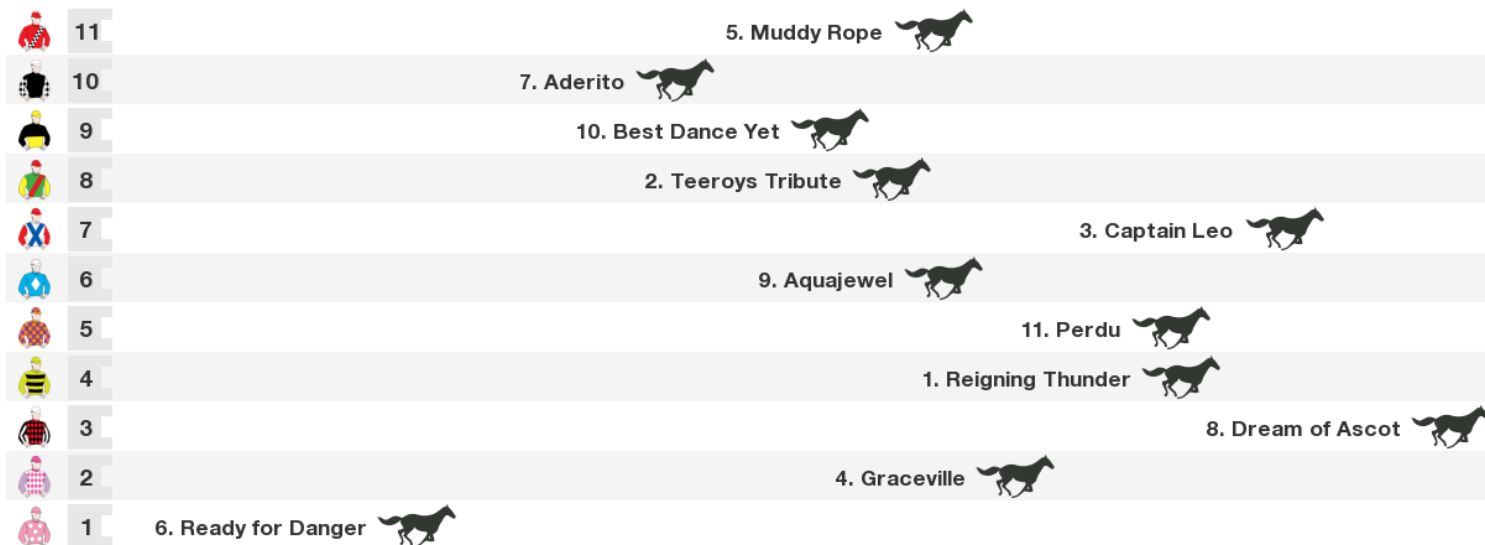 11 5. Muddy Rope
10 7. Aderito
9 10. Best Dance Yet
8 2. Teeroys Tribute
7 3. Captain Leo
6 9. Aquajewel
5 11. Perdu
4 1. Reigning Thunder
3 8. Dream of Ascot
2 4. Graceville
1 6. Ready for Danger